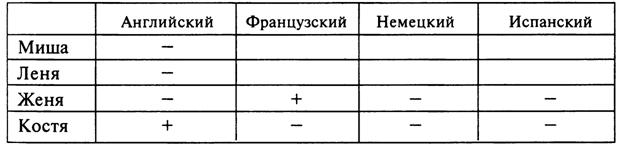 Английский Французский Немецкий Испанский
Миша −
Леня −
Женя − + − −
Костя + − − −